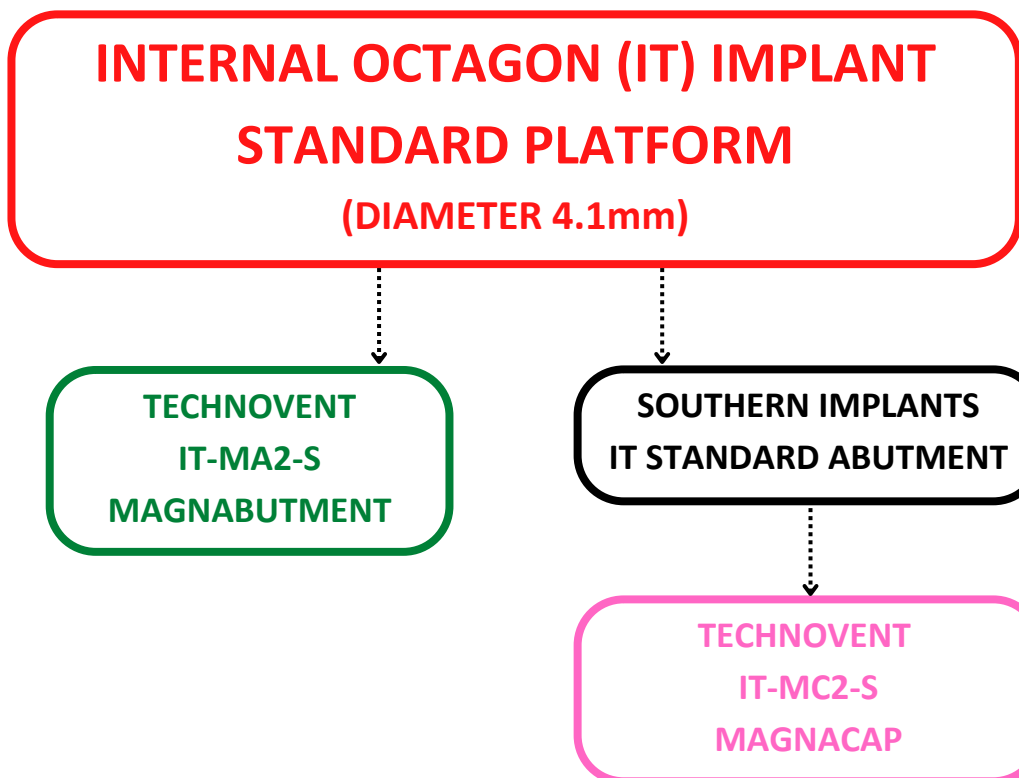 INTERNAL OCTAGON (IT) IMPLANT
STANDARD PLATFORM
(DIAMETER 4.1mm)
TECHNOVENT
IT-MA2-S
MAGNABUTMENT
SOUTHERN IMPLANTS
IT STANDARD ABUTMENT
TECHNOVENT
IT-MC2-S
MAGNACAP